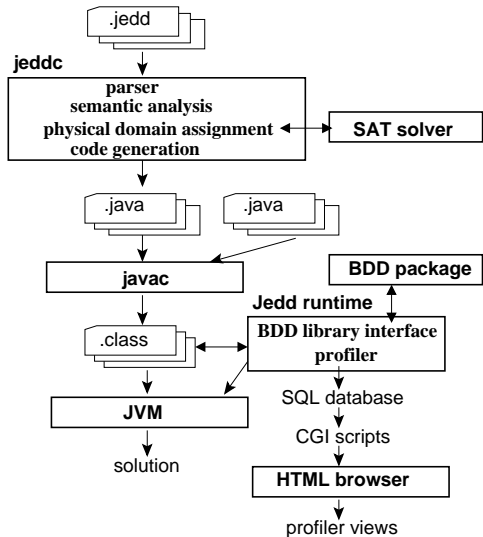 .jedd
jeddc
parser
semantic analysis
physical domain assignment
code generation
SAT solver
.java
.java
javac
BDD package
Jedd runtime
BDD library interface
profiler
.class
SQL database
JVM
CGI scripts
solution
HTML browser
profiler views